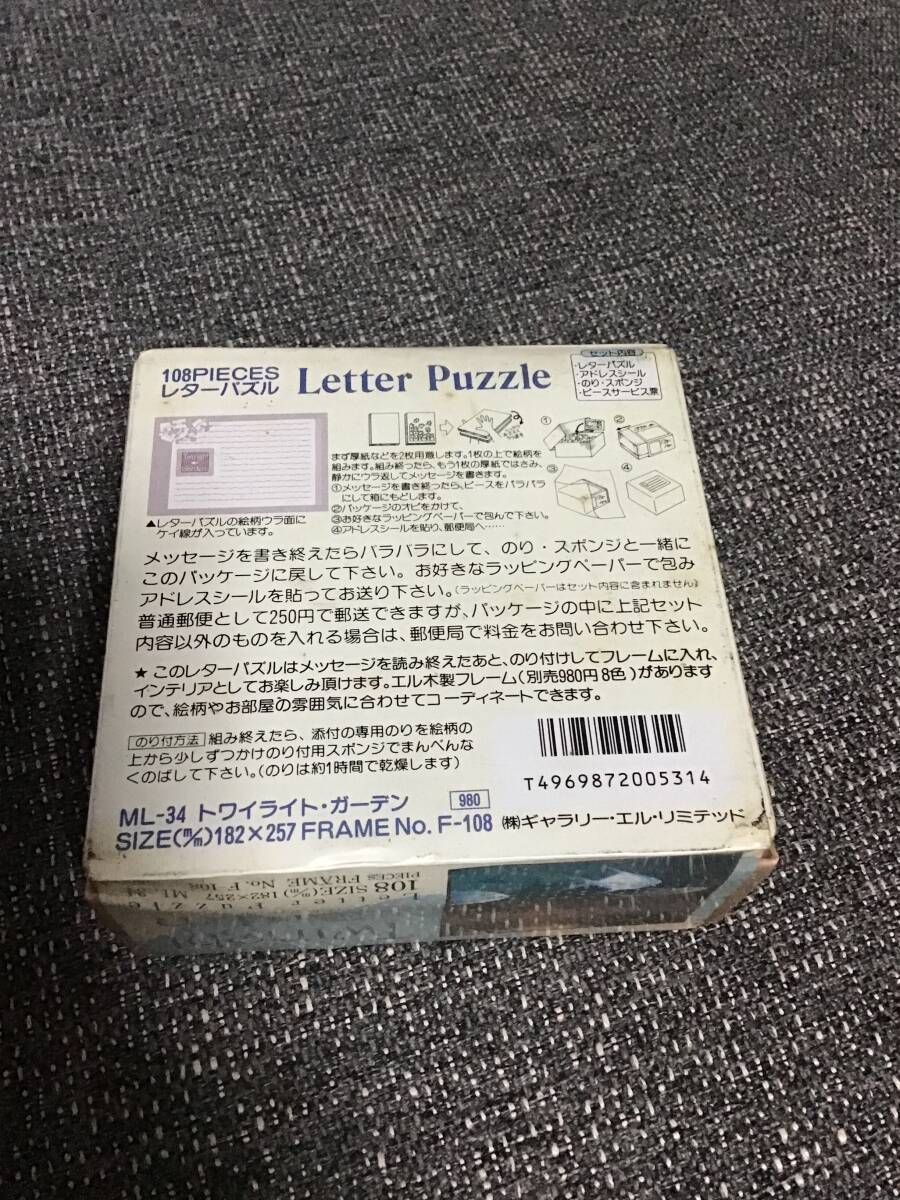 108PIECES
レターパズル
Letter Puzzle
セット内容
・レターパズル
・アドレスシール
・のり・スポンジ
・ピースサービス票
Twilight Garden
▲レターパズルの絵柄ウラ面に
ケイ線が入っています。
まず厚紙などを2枚用意します。1枚の上で絵柄を
組みます。組み終ったら、もう1枚の厚紙ではさみ、
静かにウラ返してメッセージを書きます。
①メッセージを書き終ったら、ピースをバラバラ
にして箱にもどします。
②パッケージのオビをかけて、
③お好きなラッピングペーパーで包んで下さい。
④アドレスシールを貼り、郵便局へ……
① ②
③ ④
メッセージを書き終えたらバラバラにして、のり・スポンジと一緒に
このパッケージに戻して下さい。お好きなラッピングペーパーで包み
アドレスシールを貼ってお送り下さい。(ラッピングペーパーはセット内容に含まれません)
普通郵便として250円で郵送できますが、パッケージの中に上記セット
内容以外のものを入れる場合は、郵便局で料金をお問い合わせ下さい。
★このレターパズルはメッセージを読み終えたあと、のり付けしてフレームに入れ、
インテリアとしてお楽しみ頂けます。エル木製フレーム(別売980円8色)があります
ので、絵柄やお部屋の雰囲気に合わせてコーディネートできます。
のり付方法 組み終えたら、添付の専用のりを絵柄の
上から少しずつかけのり付用スポンジでまんべんな
くのばして下さい。(のりは約1時間で乾燥します)
T4969872005314
ML-34 トワイライト・ガーデン 980
SIZE(m/m)182×257 FRAME No. F-108 ㈱ギャラリー・エル・リミテッド
108 SIZE(m/m)182×257 ML-34
PIECES FRAME No. F-108
Letter Puzzle